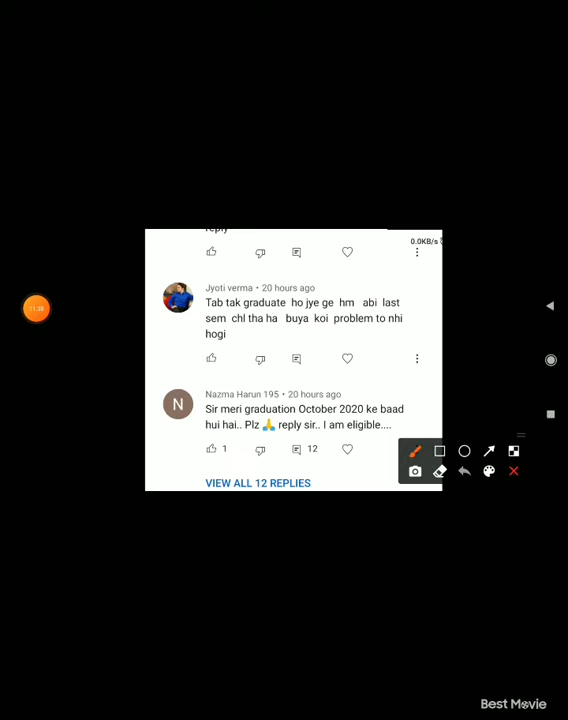 reply
0.0KB/s
Jyoti verma • 20 hours ago
Tab tak graduate ho jye ge hm abi last
sem chl tha ha buya koi problem to nhi
hogi
11:38
Nazma Harun 195 • 20 hours ago
N
Sir meri graduation October 2020 ke baad
hui hai.. Plz 🙏 reply sir.. I am eligible....
1 12
VIEW ALL 12 REPLIES
Best Movie